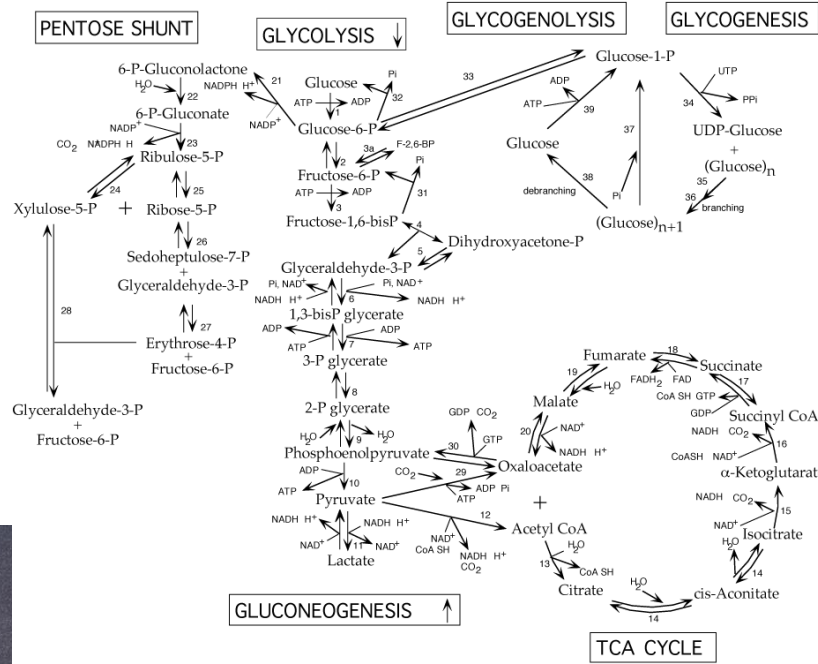 PENTOSE SHUNT
GLYCOLYSIS
GLYCOGENOLYSIS
GLYCOGENESIS
6-P-Gluconolactone
H2O
22
6-P-Gluconate
NADP+
23
CO2 NADPH H
Ribulose-5-P
24
25
Xylulose-5-P + Ribose-5-P
26
Sedoheptulose-7-P
+
Glyceraldehyde-3-P
28
27
Erythrose-4-P
+
Fructose-6-P
Glyceraldehyde-3-P
+
Fructose-6-P
21
NADPH H+
NADP+
Glucose
ATP ADP
1
Pi
32
33
Glucose-6-P
2
3a
F-2,6-BP
Fructose-6-P
Pi
31
ATP ADP
3
Fructose-1,6-bisP
4
Dihydroxyacetone-P
5
Glyceraldehyde-3-P
Pi, NAD+
Pi, NAD+
NADH H+
6
NADH H+
1,3-bisP glycerate
ADP
ADP
ATP
7
ATP
3-P glycerate
8
2-P glycerate
H2O
9
H2O
Phosphoenolpyruvate
ADP
10
ATP
Pyruvate
NADH H+
NADH H+
NAD+
11
NAD+
Lactate
GLUCONEOGENESIS
GDP CO2
GTP
30
29
CO2
ADP Pi
ATP
12
NAD+
CoA SH
NADH H+
CO2
Glucose-1-P
ADP
ATP
39
Glucose
38
debranching
37
Pi
(Glucose)n+1
UTP
34
PPi
UDP-Glucose
+
(Glucose)n
35
36
branching
Oxaloacetate
+
Acetyl CoA
13
H2O
CoA SH
Citrate
H2O
14
cis-Aconitate
14
H2O
Isocitrate
NADH CO2
15
NAD+
α-Ketoglutarat
NADH CO2
16
CoASH NAD+
Succinyl CoA
CoA SH GTP
17
GDP
Succinate
18
FADH2 FAD
Fumarate
19
H2O
Malate
20
NAD+
NADH H+
TCA CYCLE